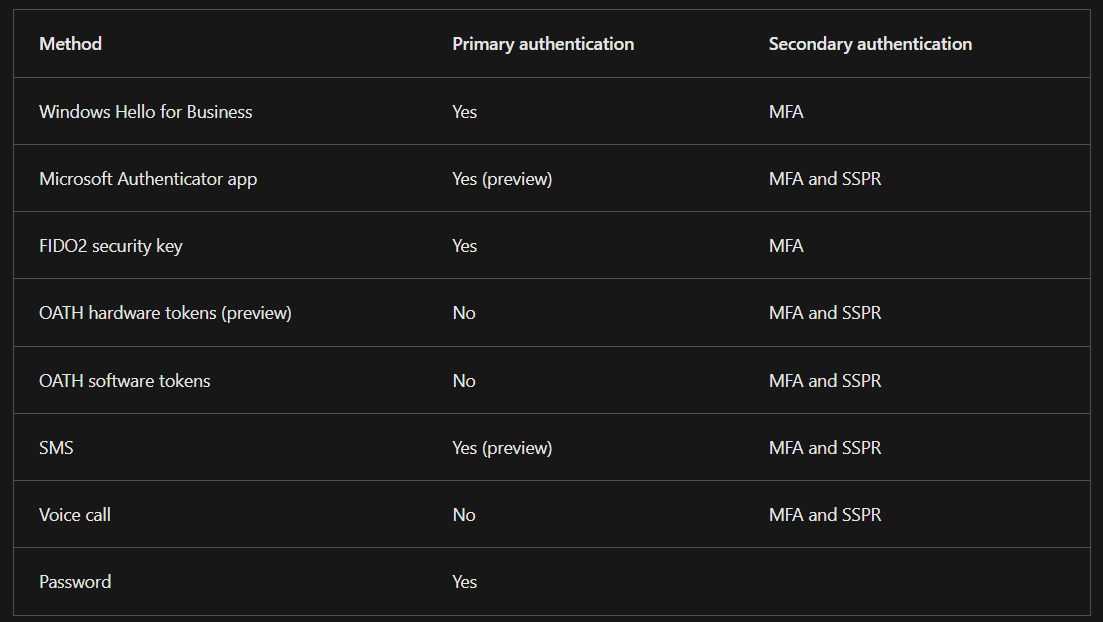 Method Primary authentication Secondary authentication
Windows Hello for Business Yes MFA
Microsoft Authenticator app Yes (preview) MFA and SSPR
FIDO2 security key Yes MFA
OATH hardware tokens (preview) No MFA and SSPR
OATH software tokens No MFA and SSPR
SMS Yes (preview) MFA and SSPR
Voice call No MFA and SSPR
Password Yes